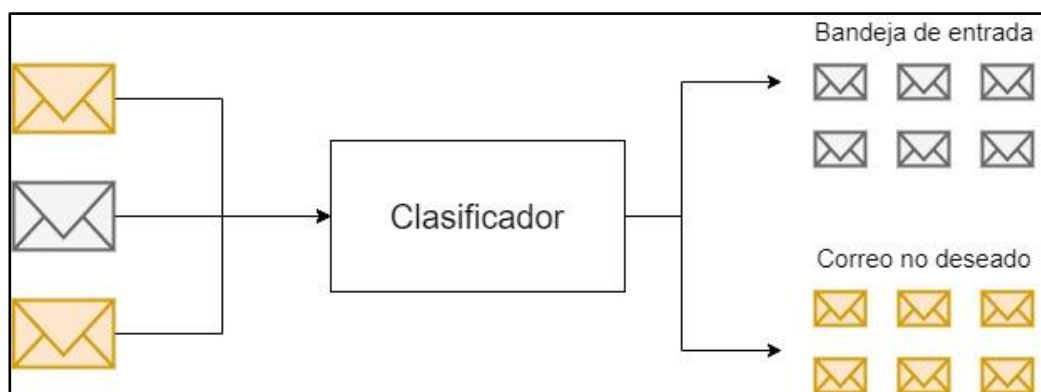 Bandeja de entrada
Clasificador
Correo no deseado